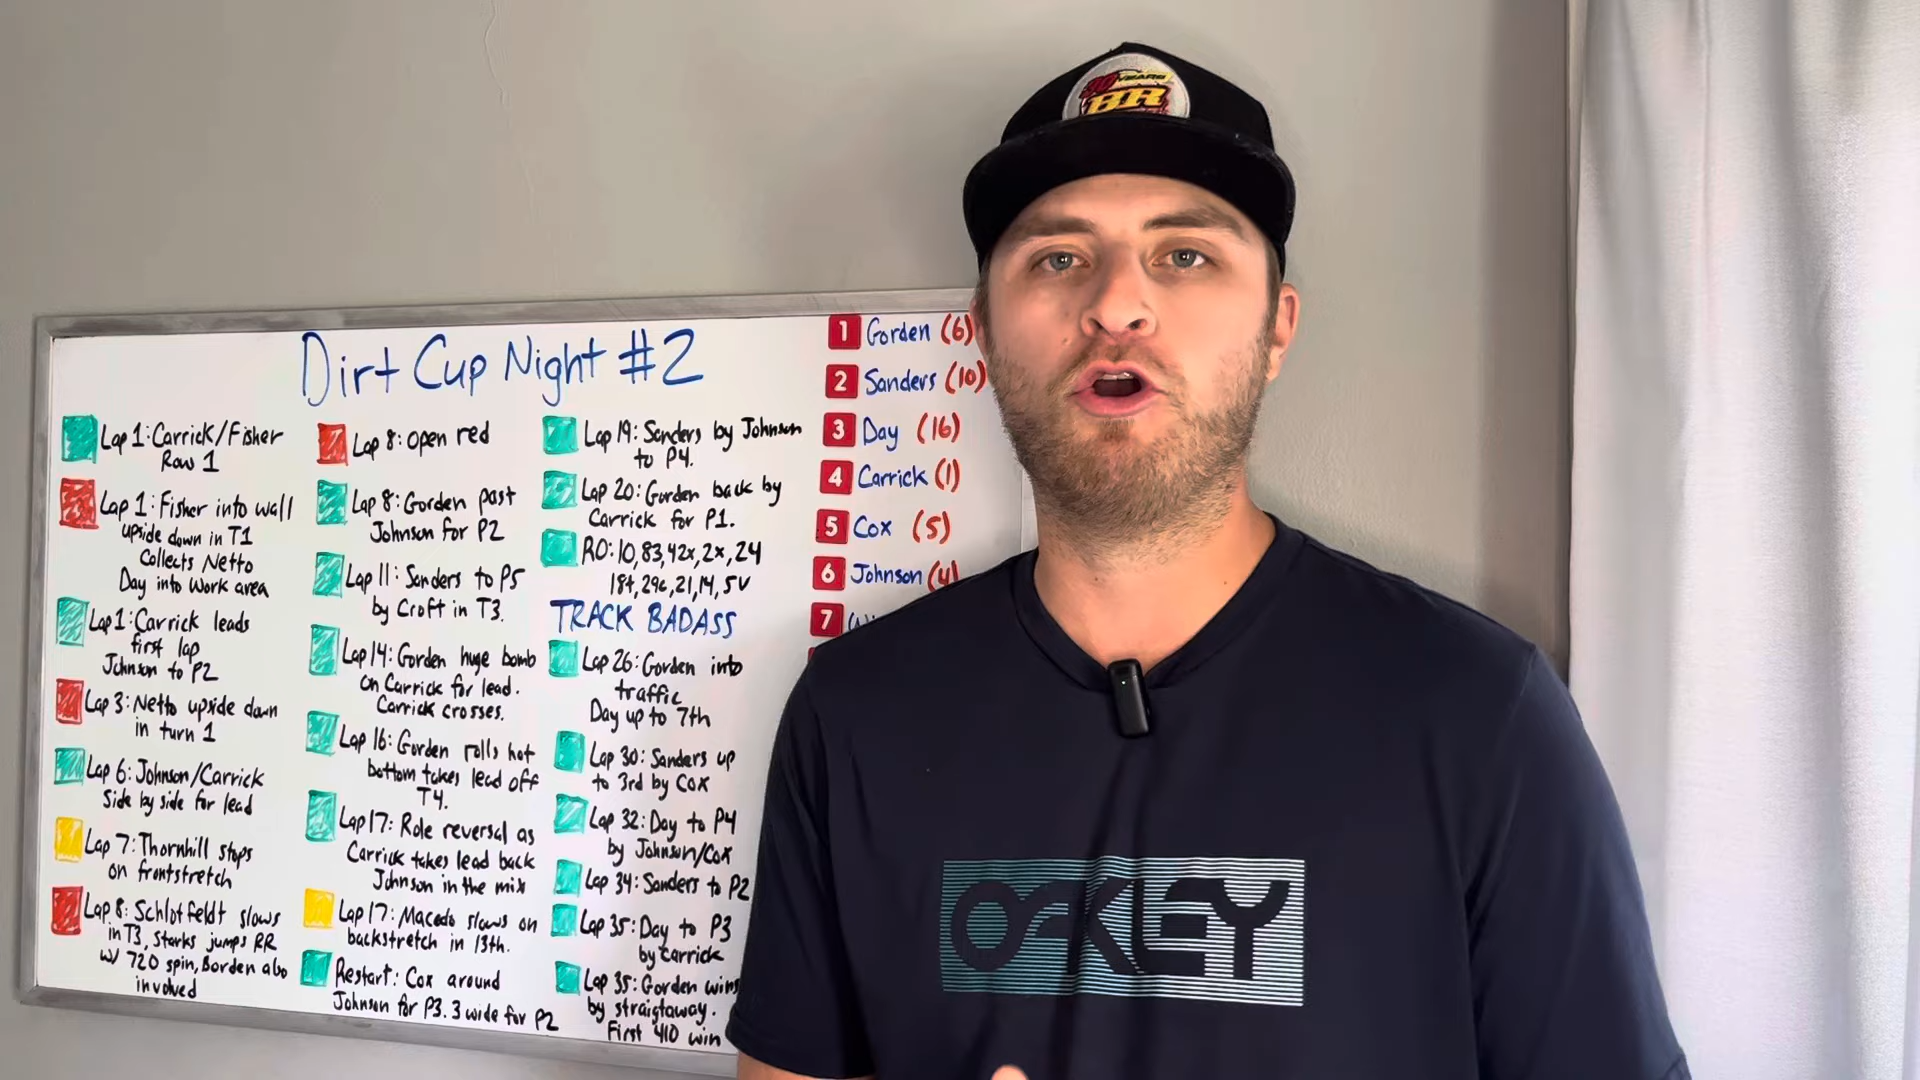 30 YEARS
BR
Dirt Cup Night #2
Lap 1: Carrick/Fisher
Row 1
Lap 1: Fisher into wall
upside down in T1
Collects Netto
Day into work area
Lap 1: Carrick leads
first lap
Johnson to P2
Lap 3: Netto upside down
in turn 1
Lap 6: Johnson/Carrick
Side by side for lead
Lap 7: Thornhill stops
on frontstretch
Lap 8: Schlotfeldt slows
in T3, Starks jumps RR
w/ 720 spin, Borden also
involved
Lap 8: open red
Lap 8: Gorden past
Johnson for P2
Lap 11: Sanders to P5
by Croft in T3.
Lap 14: Gorden huge bomb
on Carrick for lead.
Carrick crosses.
Lap 16: Gorden rolls hot
bottom takes lead off
T4.
Lap 17: Role reversal as
Carrick takes lead back
Johnson in the mix
Lap 17: Macedo slows on
backstretch in 13th.
Restart: Cox around
Johnson for P3. 3 wide for P2
Lap 19: Sanders by Johnson
to P4.
Lap 20: Gorden back by
Carrick for P1.
RO: 10, 83, 42x, 2x, 24
18t, 29c, 21, 14, 5V
TRACK BADASS
Lap 26: Gorden into
traffic
Day up to 7th
Lap 30: Sanders up
to 3rd by Cox
Lap 32: Day to P4
by Johnson/Cox
Lap 34: Sanders to P2
Lap 35: Day to P3
by Carrick
Lap 35: Gorden wins
by straigtaway.
First 410 win
1 Gorden (6)
2 Sanders (10)
3 Day (16)
4 Carrick (1)
5 Cox (5)
6 Johnson (4)
7
OAKLEY